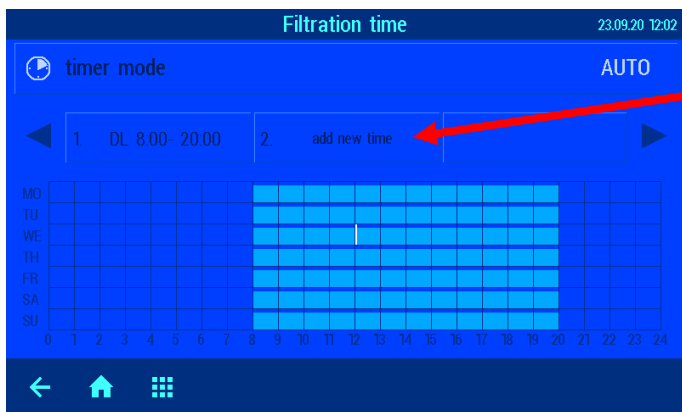 Filtration time 23.09.20 12:02
timer mode AUTO
1. DL 8:00- 20:00 2. add new time
MO
TU
WE
TH
FR
SA
SU
0 1 2 3 4 5 6 7 8 9 10 11 12 13 14 15 16 17 18 19 20 21 22 23 24